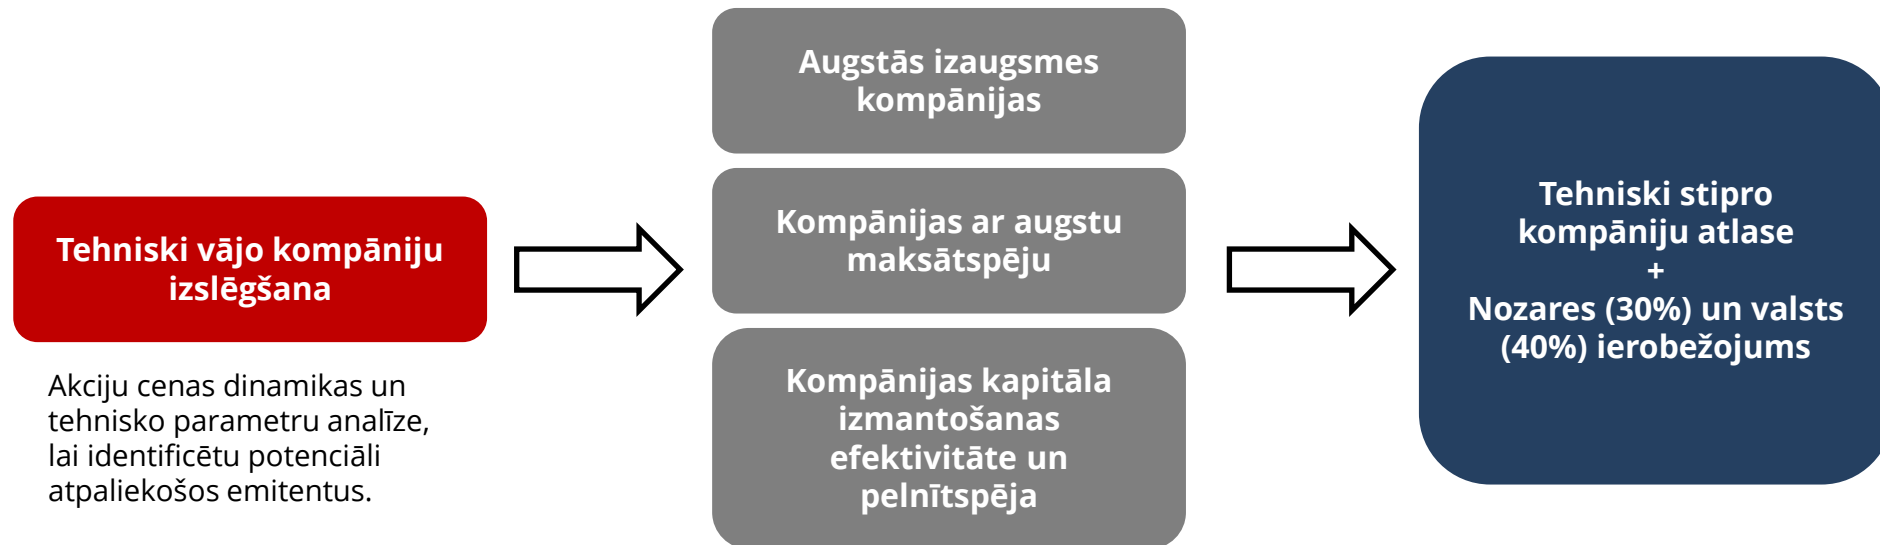 Tehniski vājo kompāniju
izslēgšana
Akciju cenas dinamikas un
tehnisko parametru analīze,
lai identificētu potenciāli
atpaliekošos emitentus.
Augstās izaugsmes
kompānijas
Kompānijas ar augstu
maksātspēju
Kompānijas kapitāla
izmantošanas
efektivitāte un
pelnītspēja
Tehniski stipro
kompāniju atlase
+
Nozares (30%) un valsts
(40%) ierobežojums